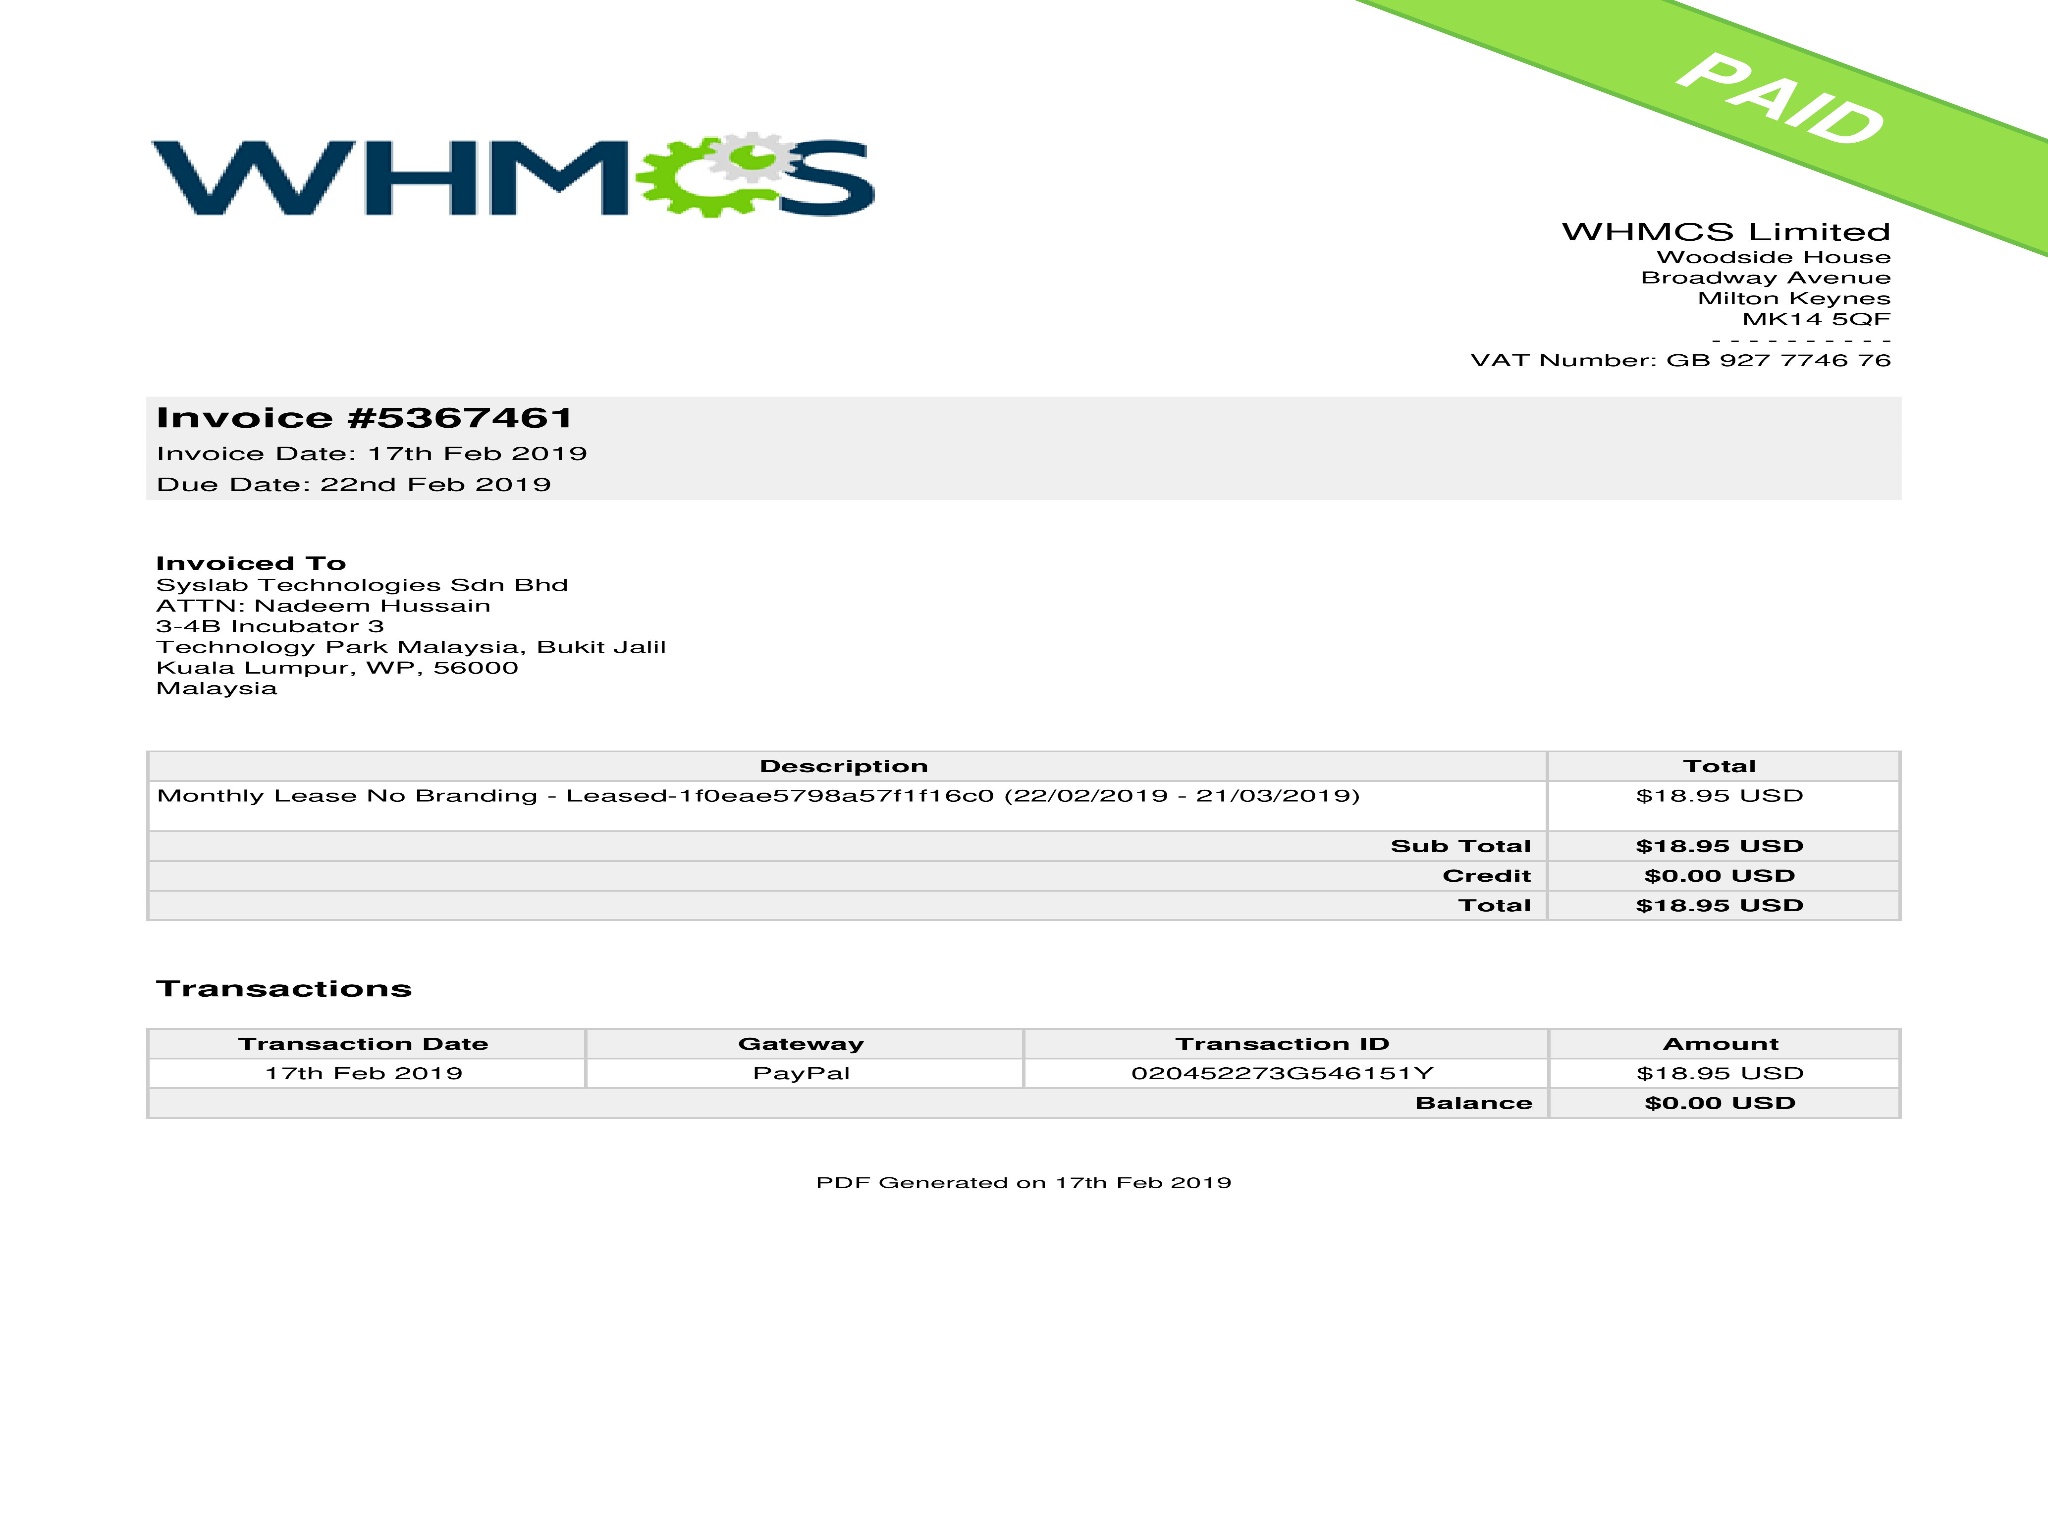 PAID
WHMCS
WHMCS Limited
Woodside House
Broadway Avenue
Milton Keynes
MK14 5QF
- - - - - - - - - -
VAT Number: GB 927 7746 76
Invoice #5367461
Invoice Date: 17th Feb 2019
Due Date: 22nd Feb 2019
Invoiced To
Syslab Technologies Sdn Bhd
ATTN: Nadeem Hussain
3-4B Incubator 3
Technology Park Malaysia, Bukit Jalil
Kuala Lumpur, WP, 56000
Malaysia
Description Total
Monthly Lease No Branding - Leased-1f0eae5798a57f1f16c0 (22/02/2019 - 21/03/2019) $18.95 USD
Sub Total $18.95 USD
Credit $0.00 USD
Total $18.95 USD
Transactions
Transaction Date Gateway Transaction ID Amount
17th Feb 2019 PayPal 020452273G546151Y $18.95 USD
Balance $0.00 USD
PDF Generated on 17th Feb 2019